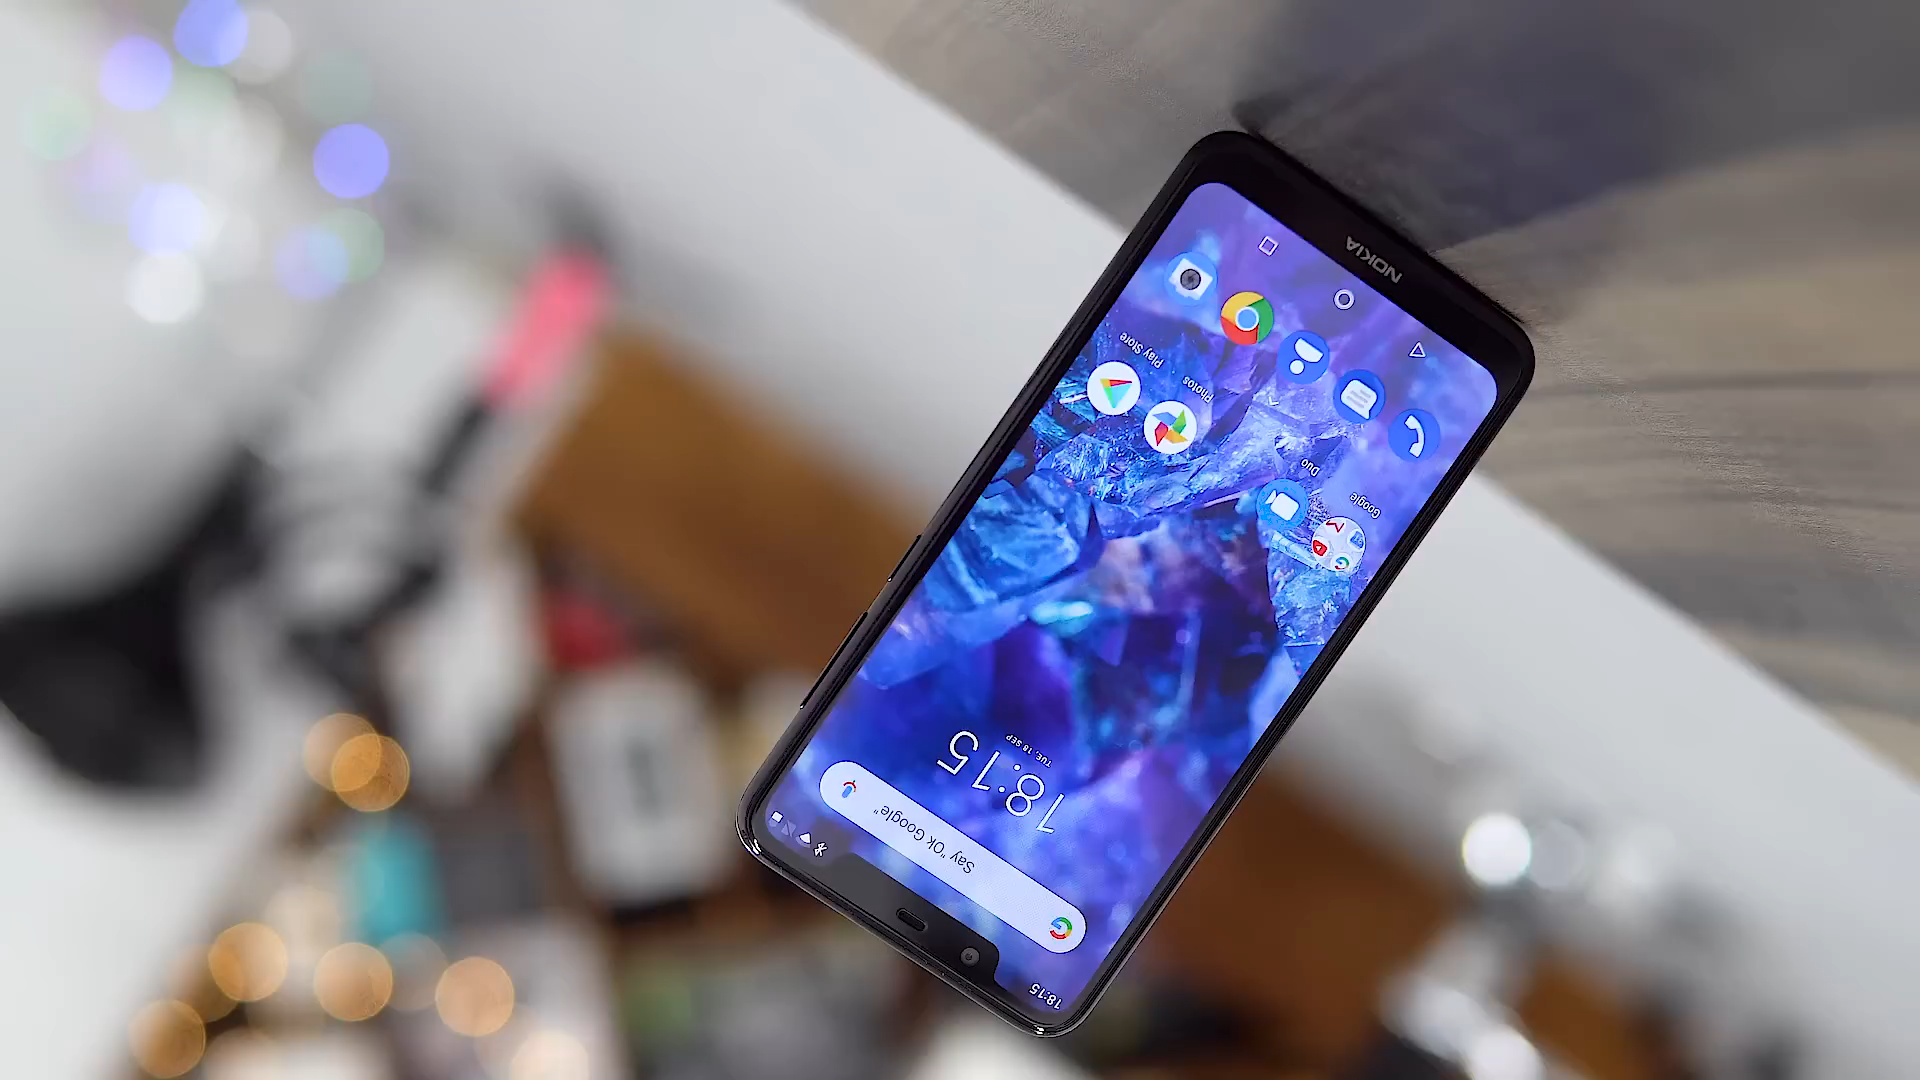 18:15
Say "Ok Google"
18:15
TUE, 18 SEP
Google
Duo
Photos
Play Store
NOKIA